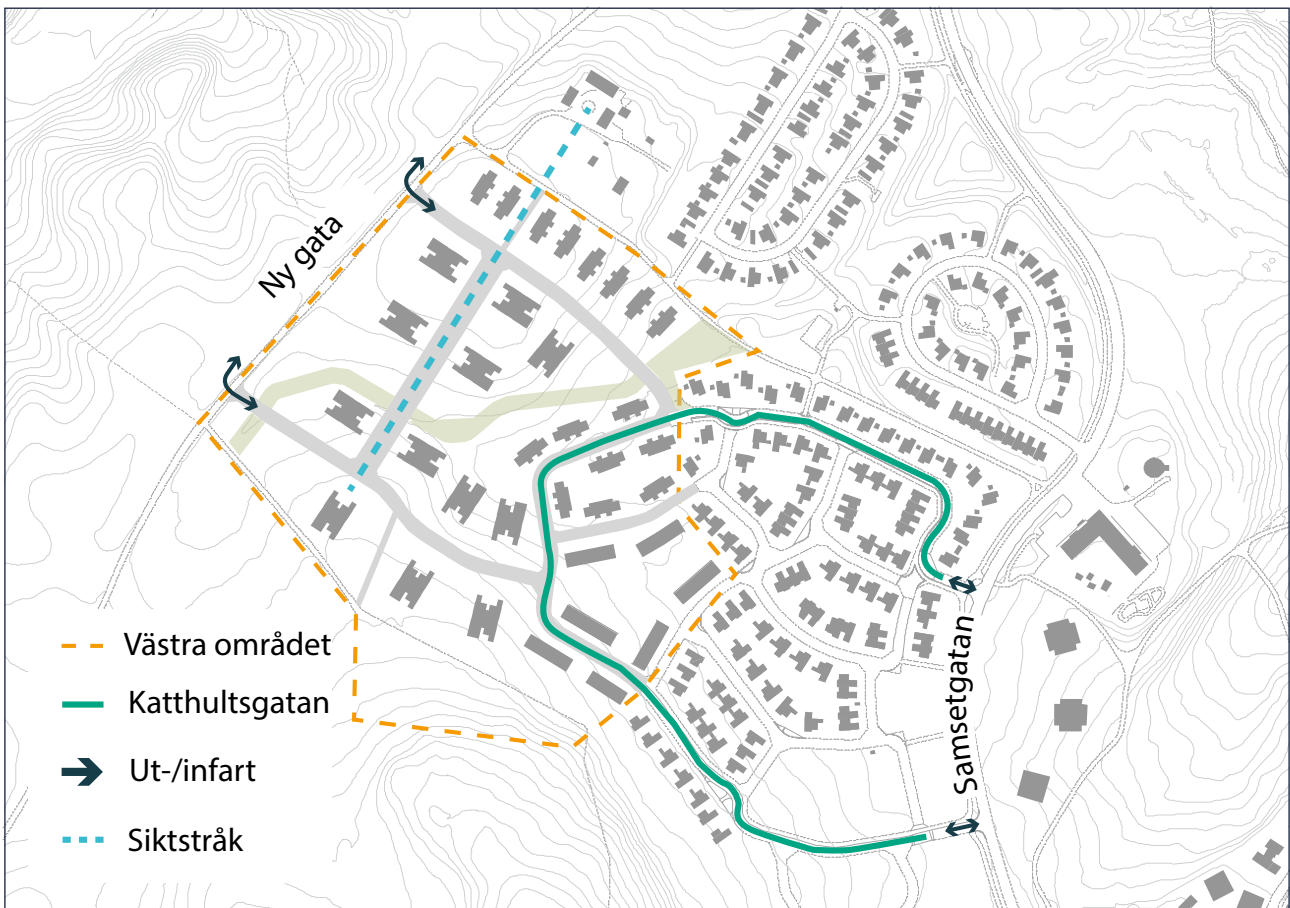 Ny gata
Samsetgatan
Västra området
Katthultsgatan
Ut-/infart
Siktstråk